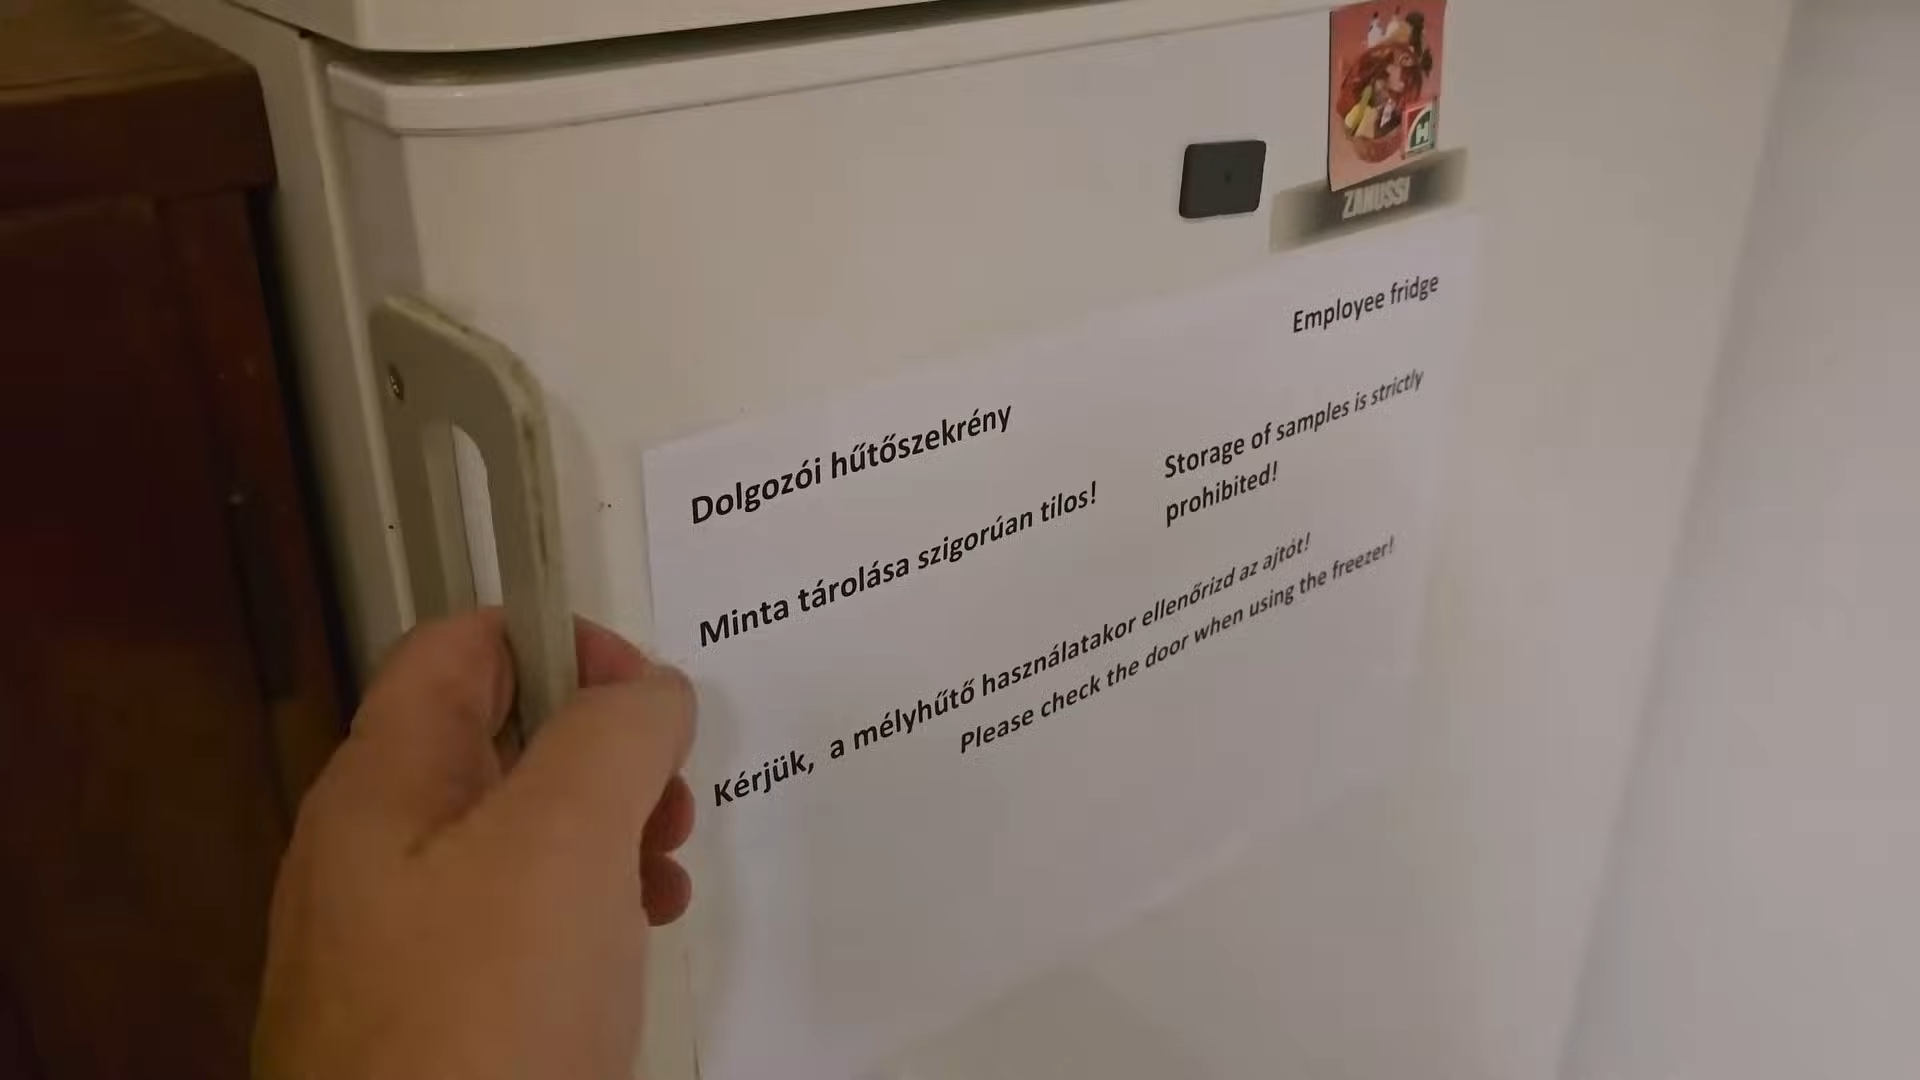 ZANUSSI
Employee fridge
Dolgozói hűtőszekrény
Storage of samples is strictly
prohibited!
Minta tárolása szigorúan tilos!
Kérjük, a mélyhűtő használatakor ellenőrizd az ajtót!
Please check the door when using the freezer!